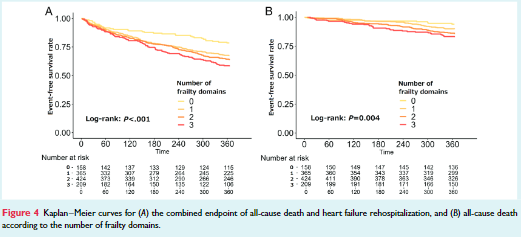 A
B
Event-free survival rate
1.00
0.75
0.50
0.25
0.00
Log-rank: P<.001
Number of
frailty domains
0
1
2
3
0 60 120 180 240 300 360
Time
Event-free survival rate
1.00
0.75
0.50
0.25
0.00
Log-rank: P=0.004
Number of
frailty domains
0
1
2
3
0 60 120 180 240 300 360
Time
Number at risk
0 - 158 142 137 133 129 124 115
1 - 365 332 307 279 264 245 225
2 - 424 373 339 312 290 266 246
3 - 209 182 164 150 135 122 106
0 60 120 180 240 300 360
Number at risk
0 - 158 150 149 147 145 142 136
1 - 365 360 354 343 337 319 299
2 - 424 411 390 378 363 346 326
3 - 209 199 191 181 171 166 150
0 60 120 180 240 300 360
Figure 4 Kaplan–Meier curves for (A) the combined endpoint of all-cause death and heart failure rehospitalization, and (B) all-cause death
according to the number of frailty domains.